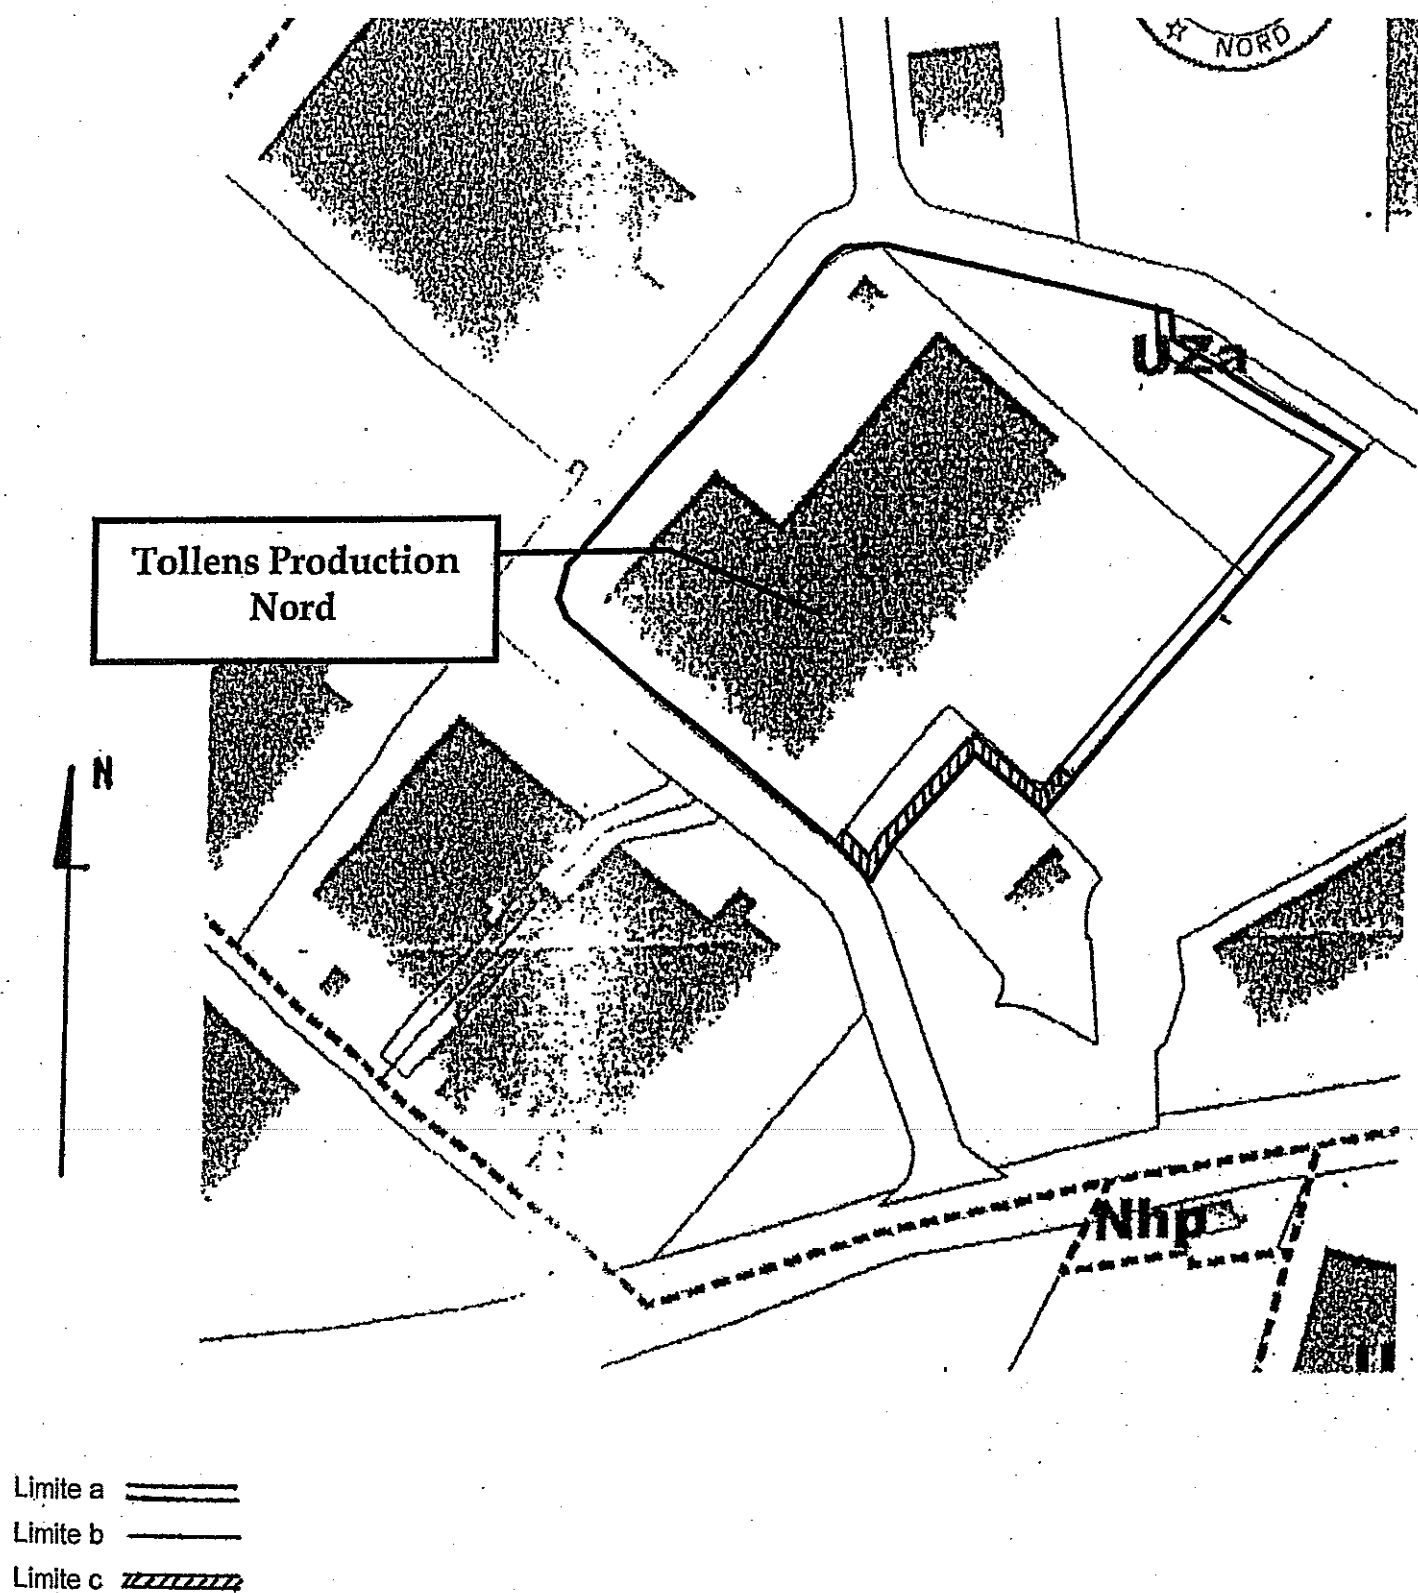 ☆ NORD
UZa
Tollens Production
Nord
N
Nhp
Limite a
Limite b
Limite c